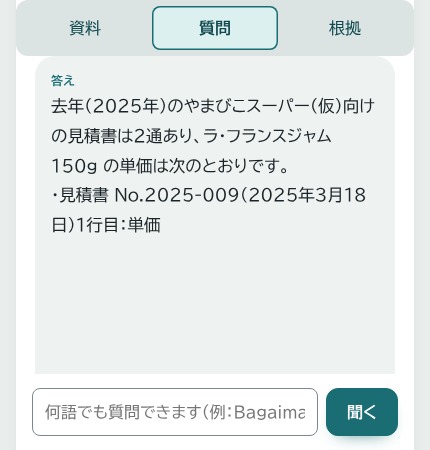 資料 質問 根拠
答え
去年(2025年)のやまびこスーパー(仮)向け
の見積書は2通あり、ラ・フランスジャム
150g の単価は次のとおりです。
・見積書 No.2025-009(2025年3月18
日)1行目:単価
何語でも質問できます(例:Bagaima
聞く